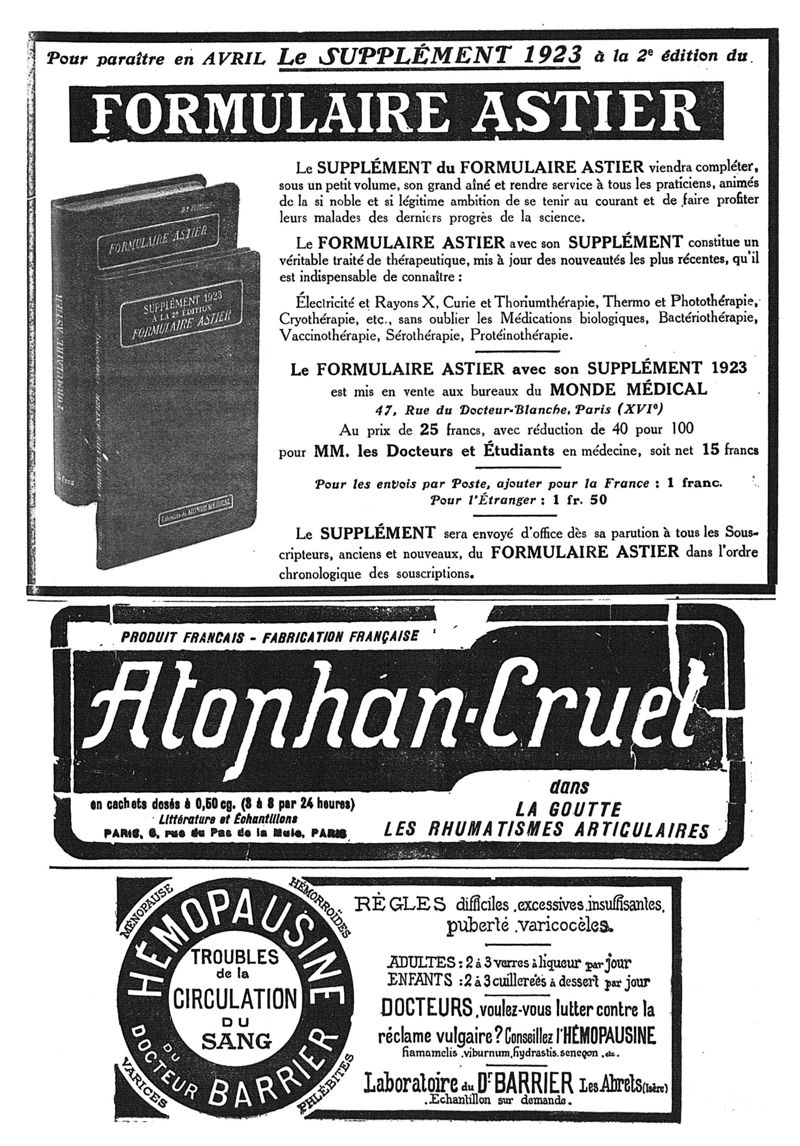 Pour paraître en AVRIL Le SUPPLÉMENT 1923 à la 2e édition du
FORMULAIRE ASTIER
Le SUPPLÉMENT du FORMULAIRE ASTIER viendra compléter,
sous un petit volume, son grand aîné et rendre service à tous les praticiens, animés
de la si noble et si légitime ambition de se tenir au courant et de faire profiter
leurs malades des derniers progrès de la science.
Le FORMULAIRE ASTIER avec son SUPPLÉMENT constitue un
véritable traité de thérapeutique, mis à jour des nouveautés les plus récentes, qu'il
est indispensable de connaître :
Électricité et Rayons X, Curie et Thoriumthérapie, Thermo et Photothérapie,
Cryothérapie, etc., sans oublier les Médications biologiques, Bactériothérapie,
Vaccinothérapie, Sérothérapie, Protéinothérapie.
Le FORMULAIRE ASTIER avec son SUPPLÉMENT 1923
est mis en vente aux bureaux du MONDE MÉDICAL
47, Rue du Docteur-Blanche, Paris (XVIe)
Au prix de 25 francs, avec réduction de 40 pour 100
pour MM. les Docteurs et Étudiants en médecine, soit net 15 francs
Pour les envois par Poste, ajouter pour la France : 1 franc.
Pour l'Étranger : 1 fr. 50
Le SUPPLÉMENT sera envoyé d'office dès sa parution à tous les Sous-
cripteurs, anciens et nouveaux, du FORMULAIRE ASTIER dans l'ordre
chronologique des souscriptions.
FORMULAIRE ASTIER
FORMULAIRE ASTIER
SUPPLÉMENT 1923
A LA 2e ÉDITION
FORMULAIRE ASTIER
Librairie du MONDE MÉDICAL
PRODUIT FRANCAIS - FABRICATION FRANÇAISE
Atophan-Cruet
en cachets dosés à 0,50 cg. (3 à 8 par 24 heures)
Littérature et Échantillons
PARIS, 6, rue du Pas de la Mule, PARIS
dans
LA GOUTTE
LES RHUMATISMES ARTICULAIRES
MÉNOPAUSE
HÉMORROÏDES
HÉMOPAUSINE
TROUBLES
de la
CIRCULATION
DU
SANG
DU
DOCTEUR BARRIER
VARICES
PHLÉBITES
RÈGLES difficiles, excessives, insuffisantes,
puberté, varicocèles.
ADULTES : 2 à 3 verres à liqueur par jour
ENFANTS : 2 à 3 cuillerées à dessert par jour
DOCTEURS, voulez-vous lutter contre la
réclame vulgaire? Conseillez l'HÉMOPAUSINE
hamamelis, viburnum, hydrastis, seneçon, etc.
Laboratoire du Dr BARRIER Les Abrets (Isère)
Echantillon sur demande.